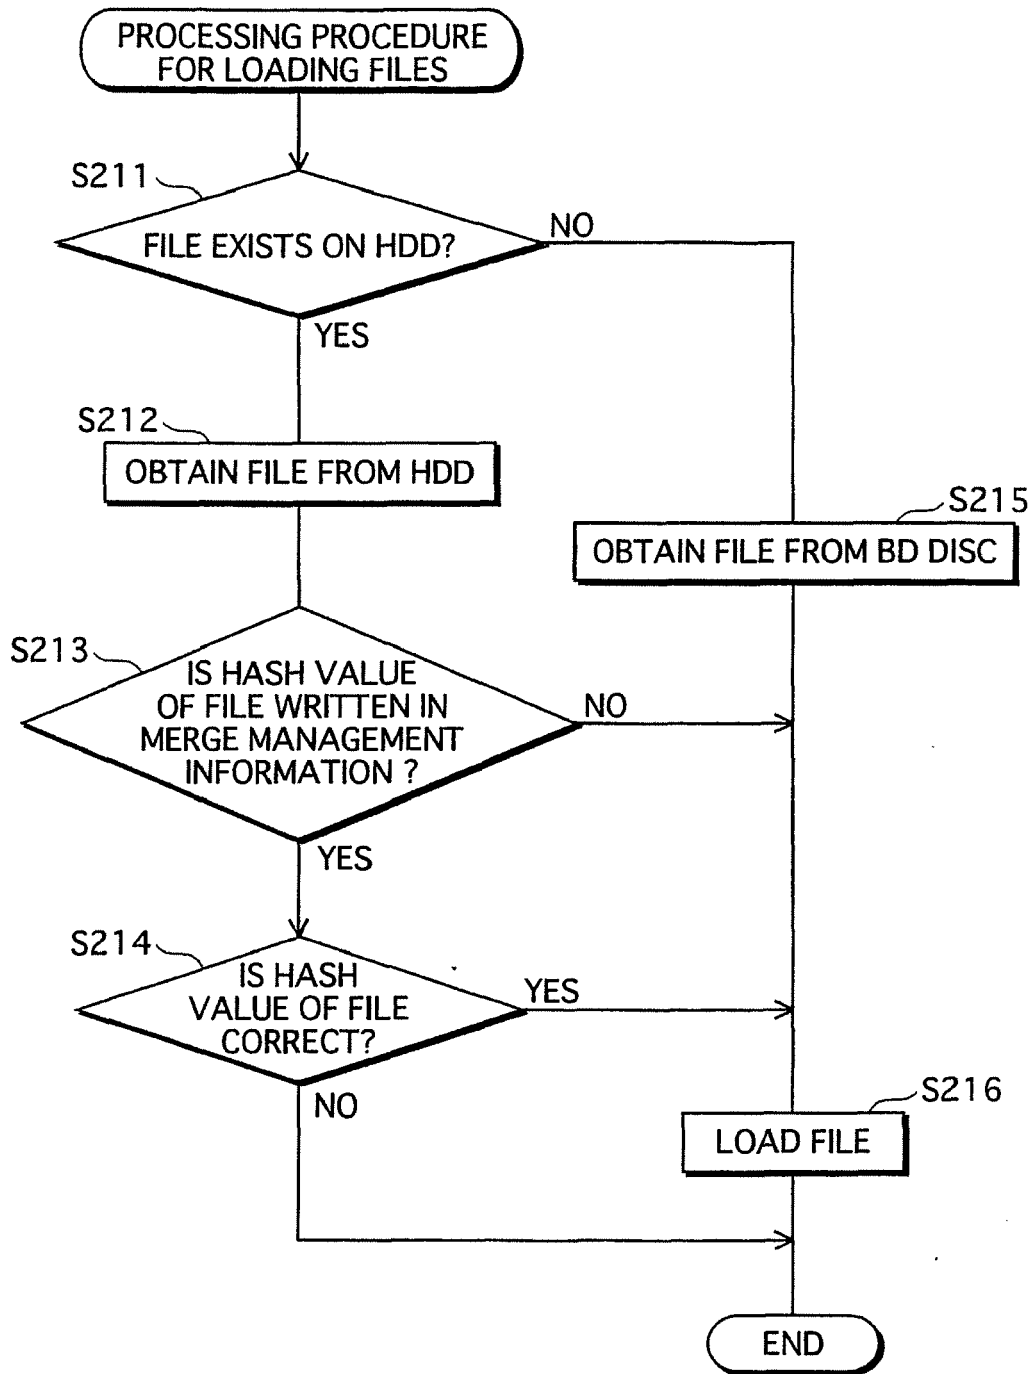 PROCESSING PROCEDURE
FOR LOADING FILES
S211
FILE EXISTS ON HDD?
NO
YES
S212
OBTAIN FILE FROM HDD
S215
OBTAIN FILE FROM BD DISC
S213
IS HASH VALUE
OF FILE WRITTEN IN
MERGE MANAGEMENT
INFORMATION ?
NO
YES
S214
IS HASH
VALUE OF FILE
CORRECT?
YES
NO
S216
LOAD FILE
END